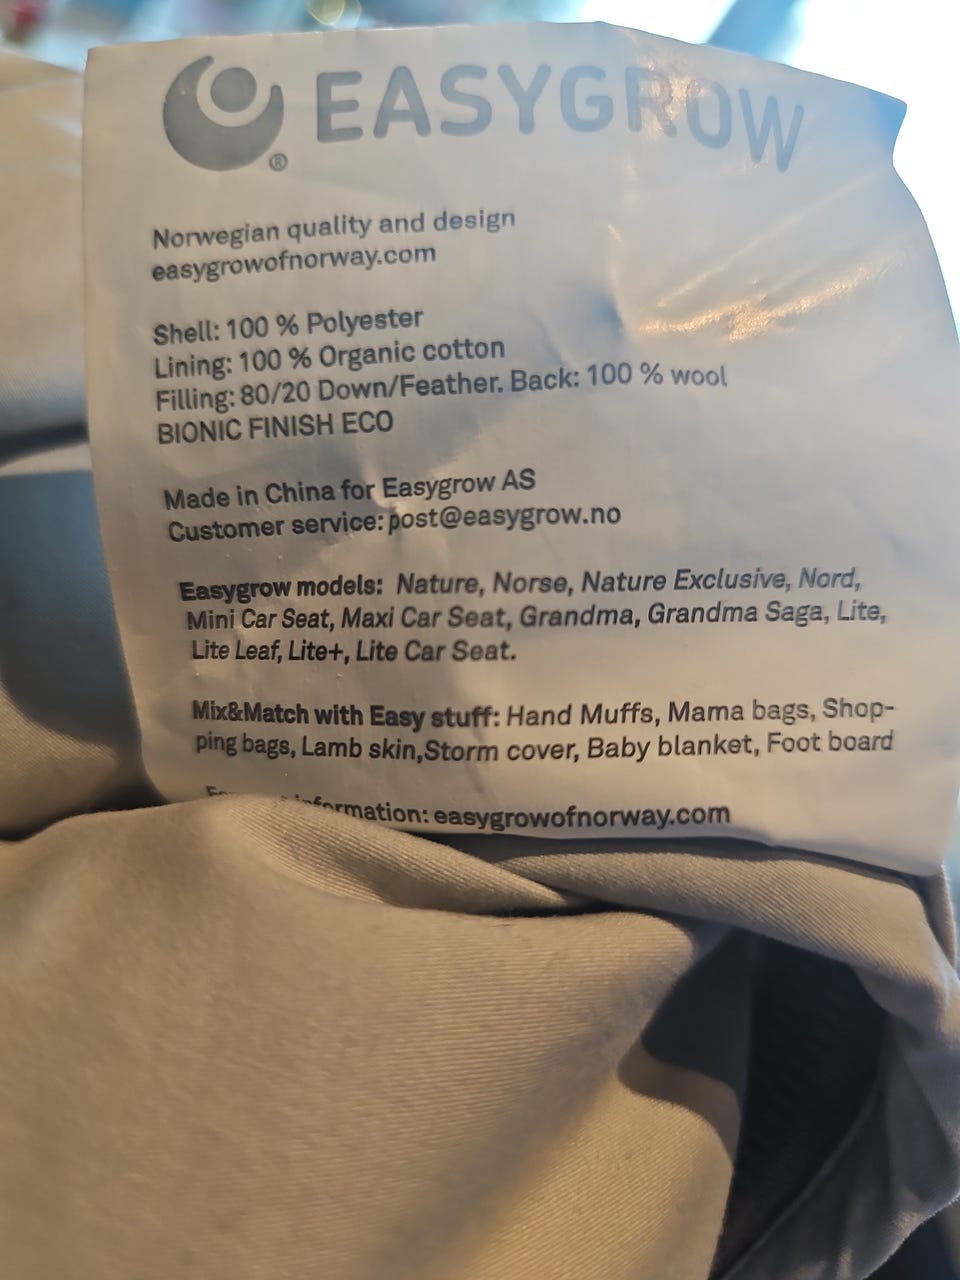 EASYGROW
®
Norwegian quality and design
easygrowofnorway.com
Shell: 100 % Polyester
Lining: 100 % Organic cotton
Filling: 80/20 Down/Feather. Back: 100 % wool
BIONIC FINISH ECO
Made in China for Easygrow AS
Customer service: post@easygrow.no
Easygrow models: Nature, Norse, Nature Exclusive, Nord,
Mini Car Seat, Maxi Car Seat, Grandma, Grandma Saga, Lite,
Lite Leaf, Lite+, Lite Car Seat.
Mix&Match with Easy stuff: Hand Muffs, Mama bags, Shop-
ping bags, Lamb skin,Storm cover, Baby blanket, Foot board
information: easygrowofnorway.com